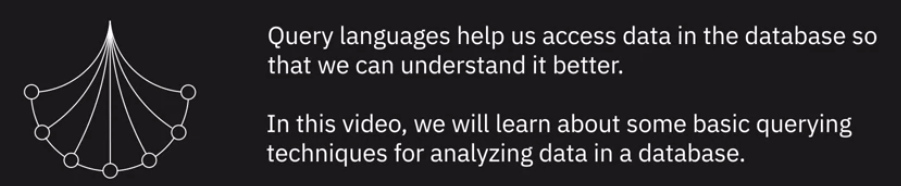 Query languages help us access data in the database so
that we can understand it better.
In this video, we will learn about some basic querying
techniques for analyzing data in a database.